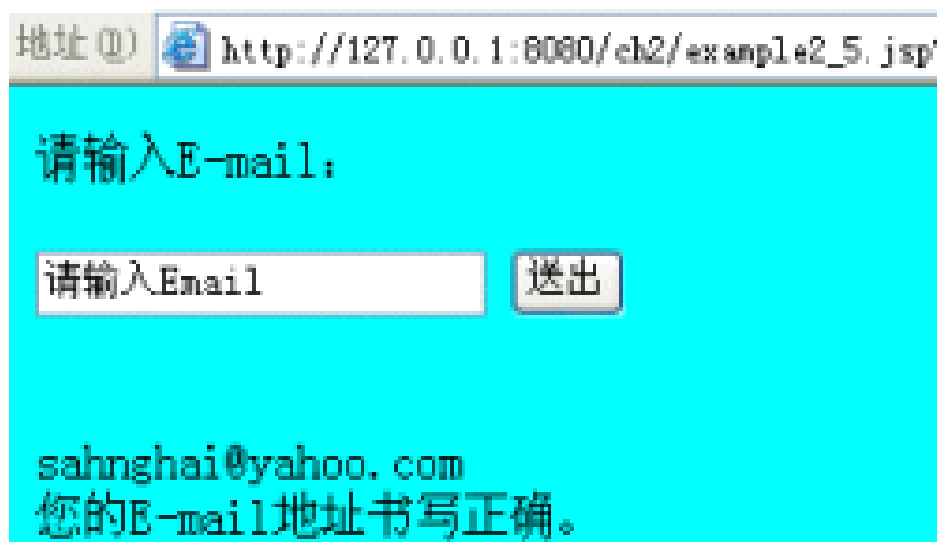 地址(D) http://127.0.0.1:8080/ch2/example2_5.jsp?
请输入E-mail:
请输入Email 送出
sahnghai@yahoo.com
您的E-mail地址书写正确。